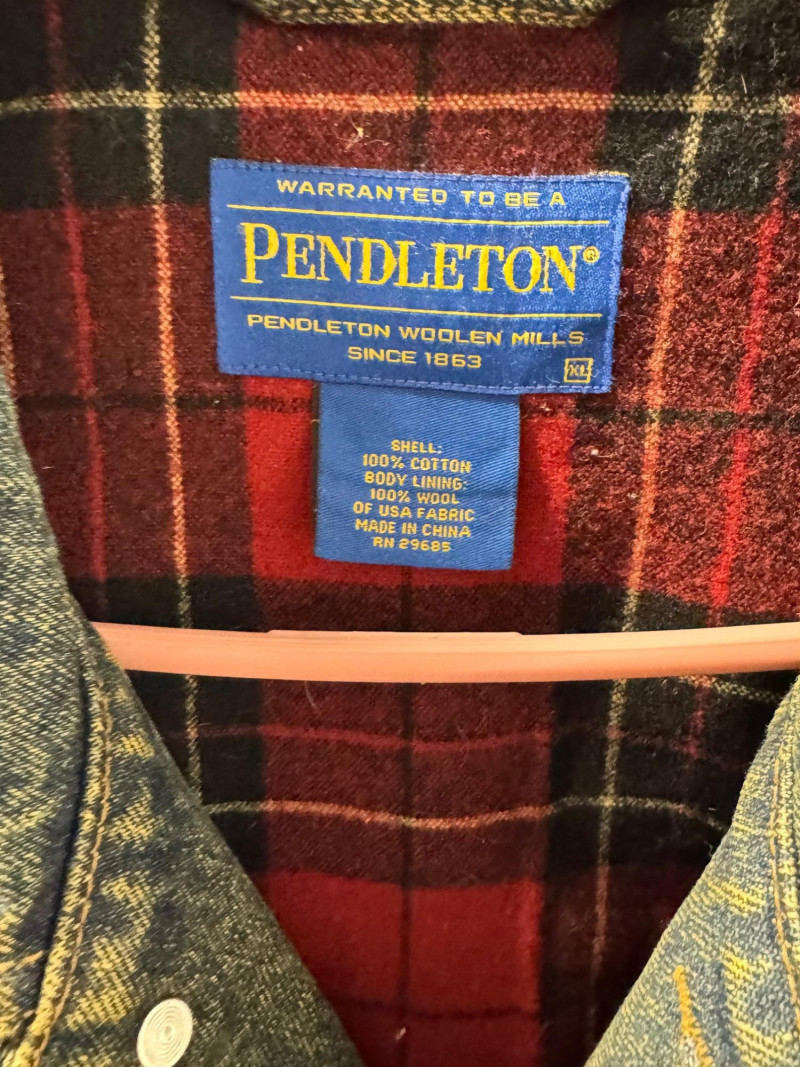 WARRANTED TO BE A
PENDLETON®
PENDLETON WOOLEN MILLS
SINCE 1863
XL
SHELL:
100% COTTON
BODY LINING:
100% WOOL
OF USA FABRIC
MADE IN CHINA
RN 29685